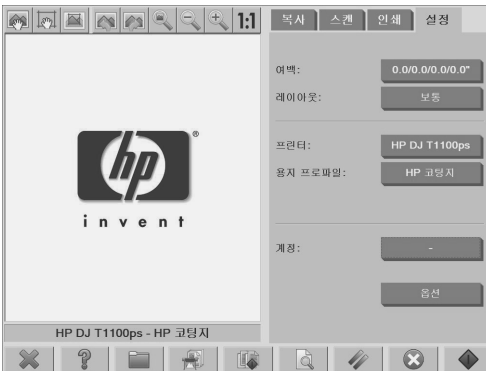 1:1
복사 스캔 인쇄 설정
여백: 0.0/0.0/0.0/0.0"
레이아웃: 보통
프린터: HP DJ T1100ps
용지 프로파일: HP 코팅지
계정: -
옵션
hp
®
invent
HP DJ T1100ps - HP 코팅지